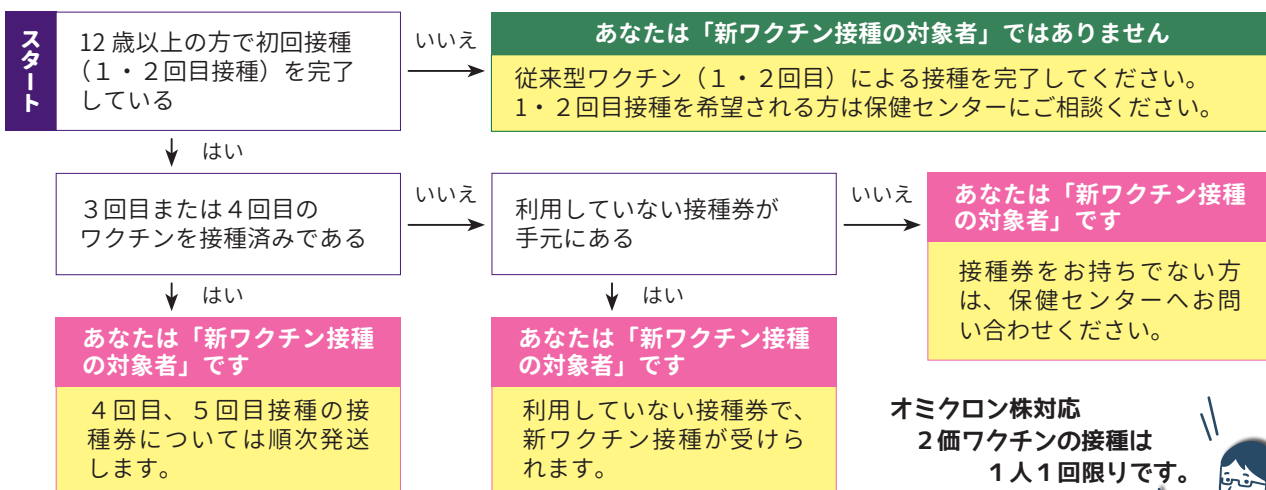 スタート
12 歳以上の方で初回接種
（１・２回目接種）を完了
している
いいえ
あなたは「新ワクチン接種の対象者」ではありません
従来型ワクチン（１・２回目）による接種を完了してください。
1・２回目接種を希望される方は保健センターにご相談ください。
はい
３回目または４回目の
ワクチンを接種済みである
いいえ
利用していない接種券が
手元にある
いいえ
あなたは「新ワクチン接種
の対象者」です
接種券をお持ちでない方
は、保健センターへお問
い合わせください。
はい
はい
あなたは「新ワクチン接種
の対象者」です
４回目、５回目接種の接
種券については順次発送
します。
あなたは「新ワクチン接種
の対象者」です
利用していない接種券で、
新ワクチン接種が受けら
れます。
オミクロン株対応
２価ワクチンの接種は
１人１回限りです。